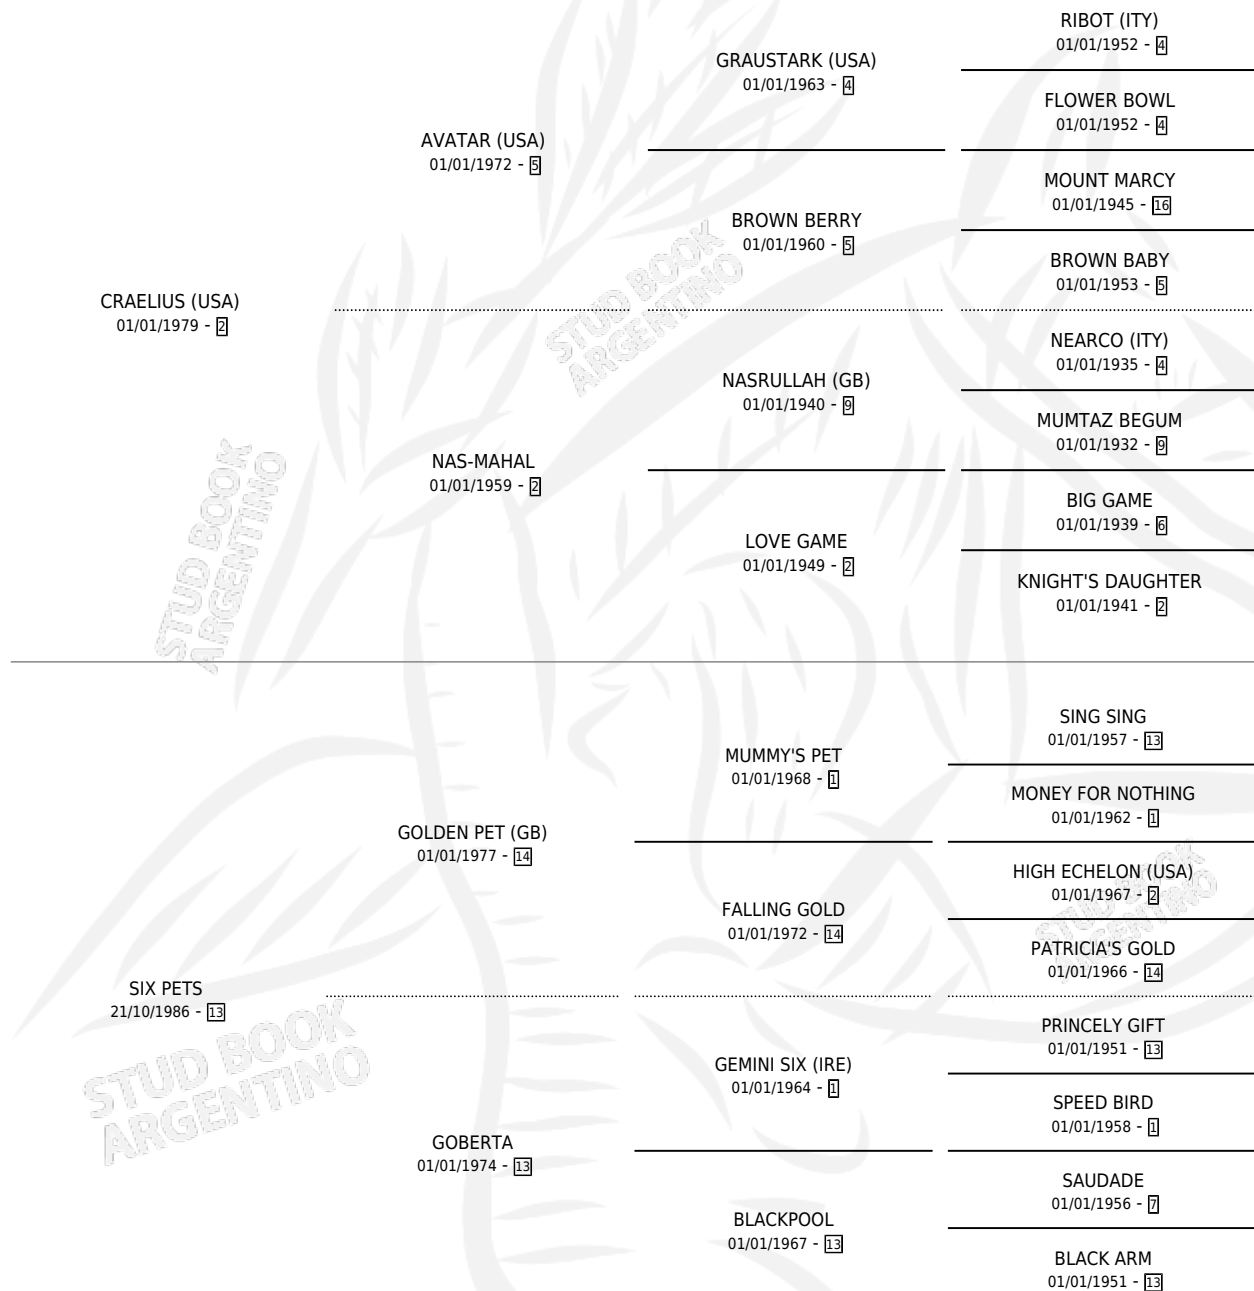 RIBOT (ITY)
01/01/1952 - 4
GRAUSTARK (USA)
01/01/1963 - 4
FLOWER BOWL
01/01/1952 - 4
AVATAR (USA)
01/01/1972 - 5
MOUNT MARCY
01/01/1945 - 16
BROWN BERRY
01/01/1960 - 5
BROWN BABY
01/01/1953 - 5
CRAELIUS (USA)
01/01/1979 - 2
NEARCO (ITY)
01/01/1935 - 4
NASRULLAH (GB)
01/01/1940 - 9
MUMTAZ BEGUM
01/01/1932 - 9
NAS-MAHAL
01/01/1959 - 2
BIG GAME
01/01/1939 - 6
LOVE GAME
01/01/1949 - 2
KNIGHT'S DAUGHTER
01/01/1941 - 2
SING SING
01/01/1957 - 13
MUMMY'S PET
01/01/1968 - 1
MONEY FOR NOTHING
01/01/1962 - 1
GOLDEN PET (GB)
01/01/1977 - 14
HIGH ECHELON (USA)
01/01/1967 - 2
FALLING GOLD
01/01/1972 - 14
PATRICIA'S GOLD
01/01/1966 - 14
SIX PETS
21/10/1986 - 13
PRINCELY GIFT
01/01/1951 - 13
GEMINI SIX (IRE)
01/01/1964 - 1
SPEED BIRD
01/01/1958 - 1
GOBERTA
01/01/1974 - 13
SAUDADE
01/01/1956 - 7
BLACKPOOL
01/01/1967 - 13
BLACK ARM
01/01/1951 - 13
STUD BOOK
ARGENTINO
STUD BOOK
ARGENTINO
STUD BOOK
ARGENTINO
STUD BOOK
ARGENTINO